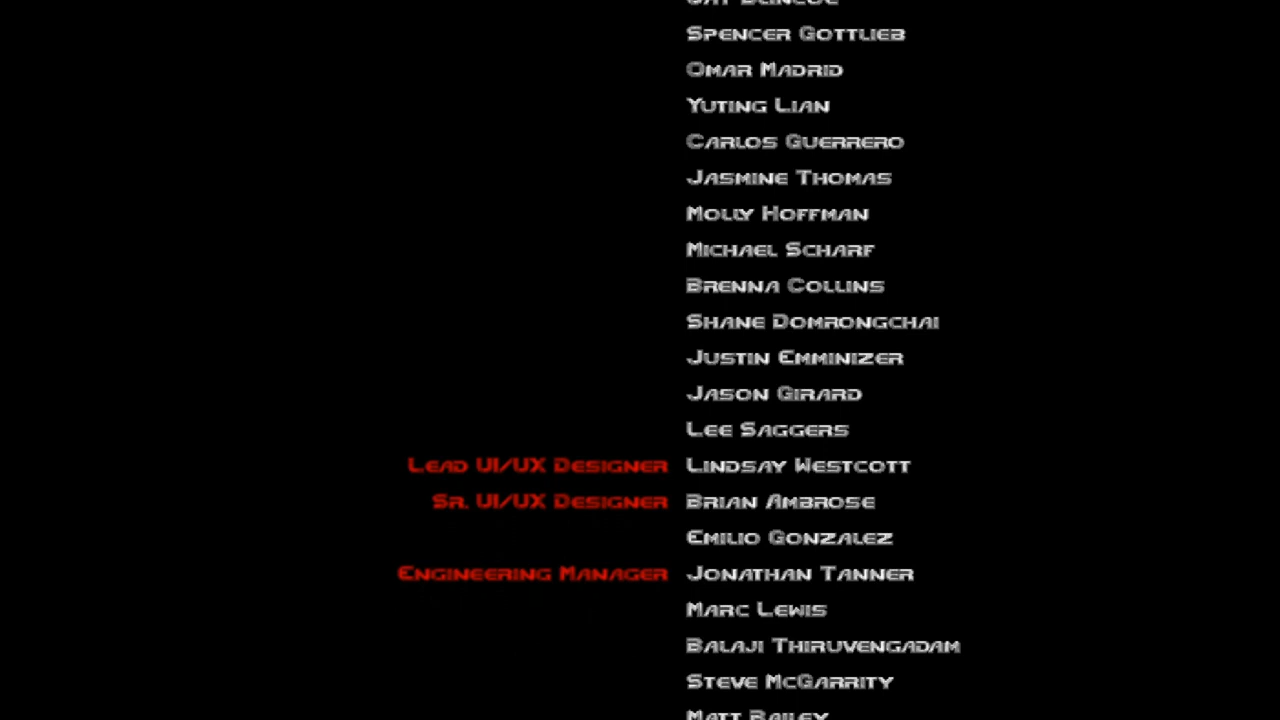 Spencer Gottlieb
Omar Madrid
Yuting Lian
Carlos Guerrero
Jasmine Thomas
Molly Hoffman
Michael Scharf
Brenna Collins
Shane Domrongchai
Justin Emminizer
Jason Girard
Lee Saggers
Lead UI/UX Designer Lindsay Westcott
Sr. UI/UX Designer Brian Ambrose
Emilio Gonzalez
Engineering Manager Jonathan Tanner
Marc Lewis
Balaji Thiruvengadam
Steve McGarrity
Matt Bailey